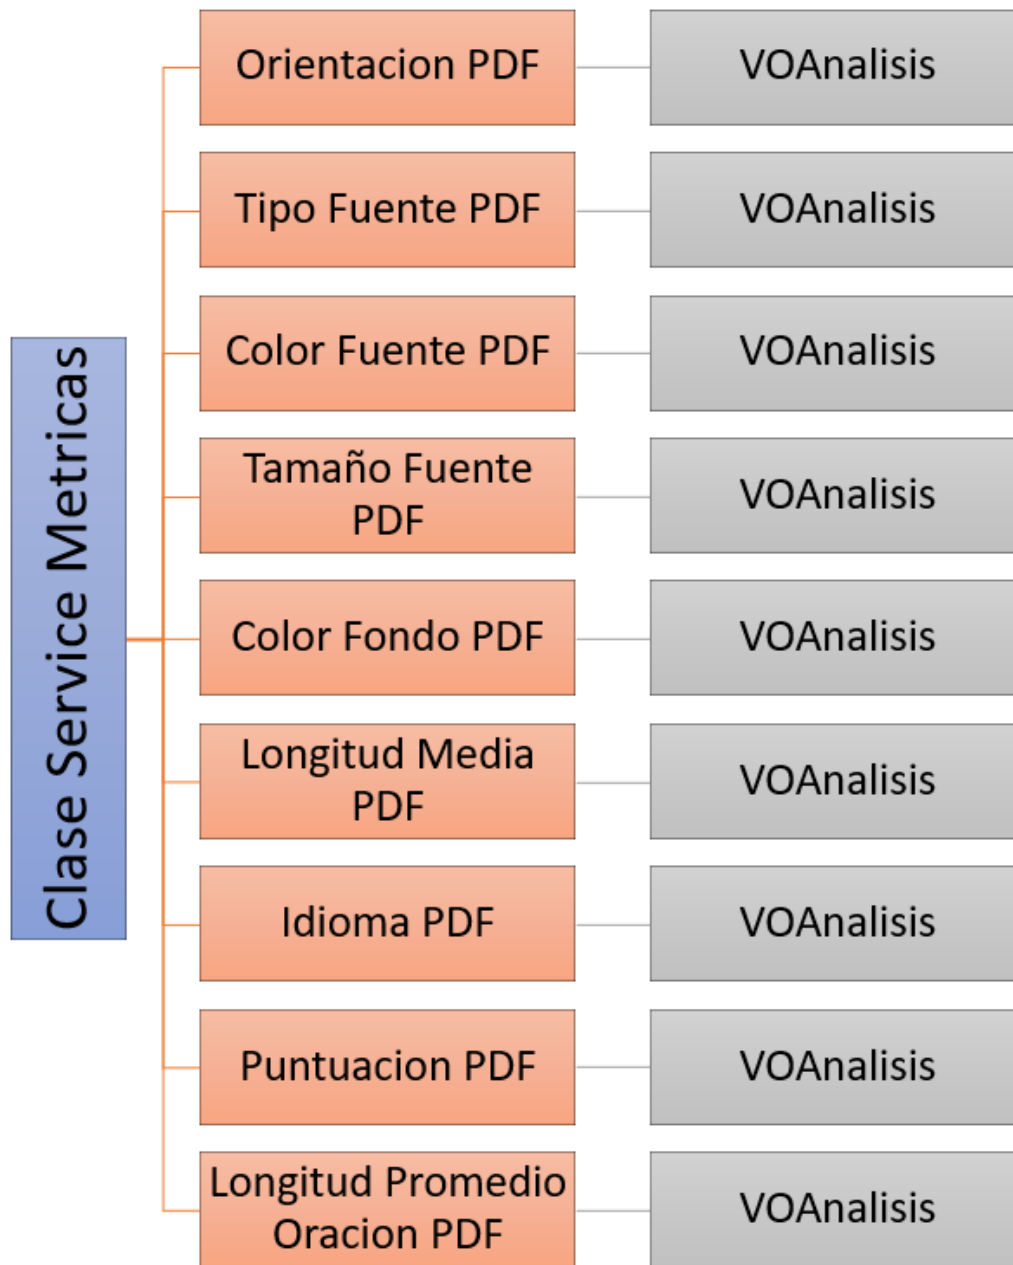 Clase Service Metricas
Orientacion PDF
VOAnalisis
Tipo Fuente PDF
VOAnalisis
Color Fuente PDF
VOAnalisis
Tamaño Fuente
PDF
VOAnalisis
Color Fondo PDF
VOAnalisis
Longitud Media
PDF
VOAnalisis
Idioma PDF
VOAnalisis
Puntuacion PDF
VOAnalisis
Longitud Promedio
Oracion PDF
VOAnalisis